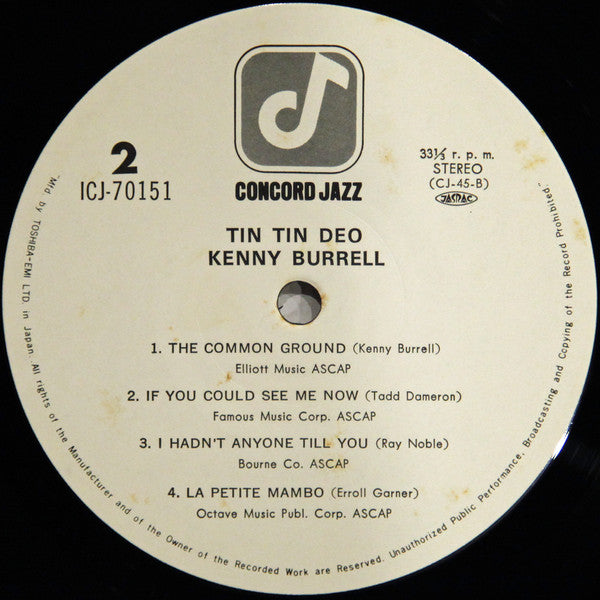 2
ICJ-70151
CONCORD JAZZ
33⅓ r. p. m.
STEREO
(CJ-45-B)
JASRAC
TIN TIN DEO
KENNY BURRELL
1. THE COMMON GROUND (Kenny Burrell)
Elliott Music ASCAP
2. IF YOU COULD SEE ME NOW (Tadd Dameron)
Famous Music Corp. ASCAP
3. I HADN'T ANYONE TILL YOU (Ray Noble)
Bourne Co. ASCAP
4. LA PETITE MAMBO (Erroll Garner)
Octave Music Publ. Corp. ASCAP
"Mfd by TOSHIBA-EMI LTD. in Japan. All rights of the Manufacturer and of the Owner of the Recorded Work are Reserved. Unauthorized Public Performance, Broadcasting and Copying of the Record Prohibited"